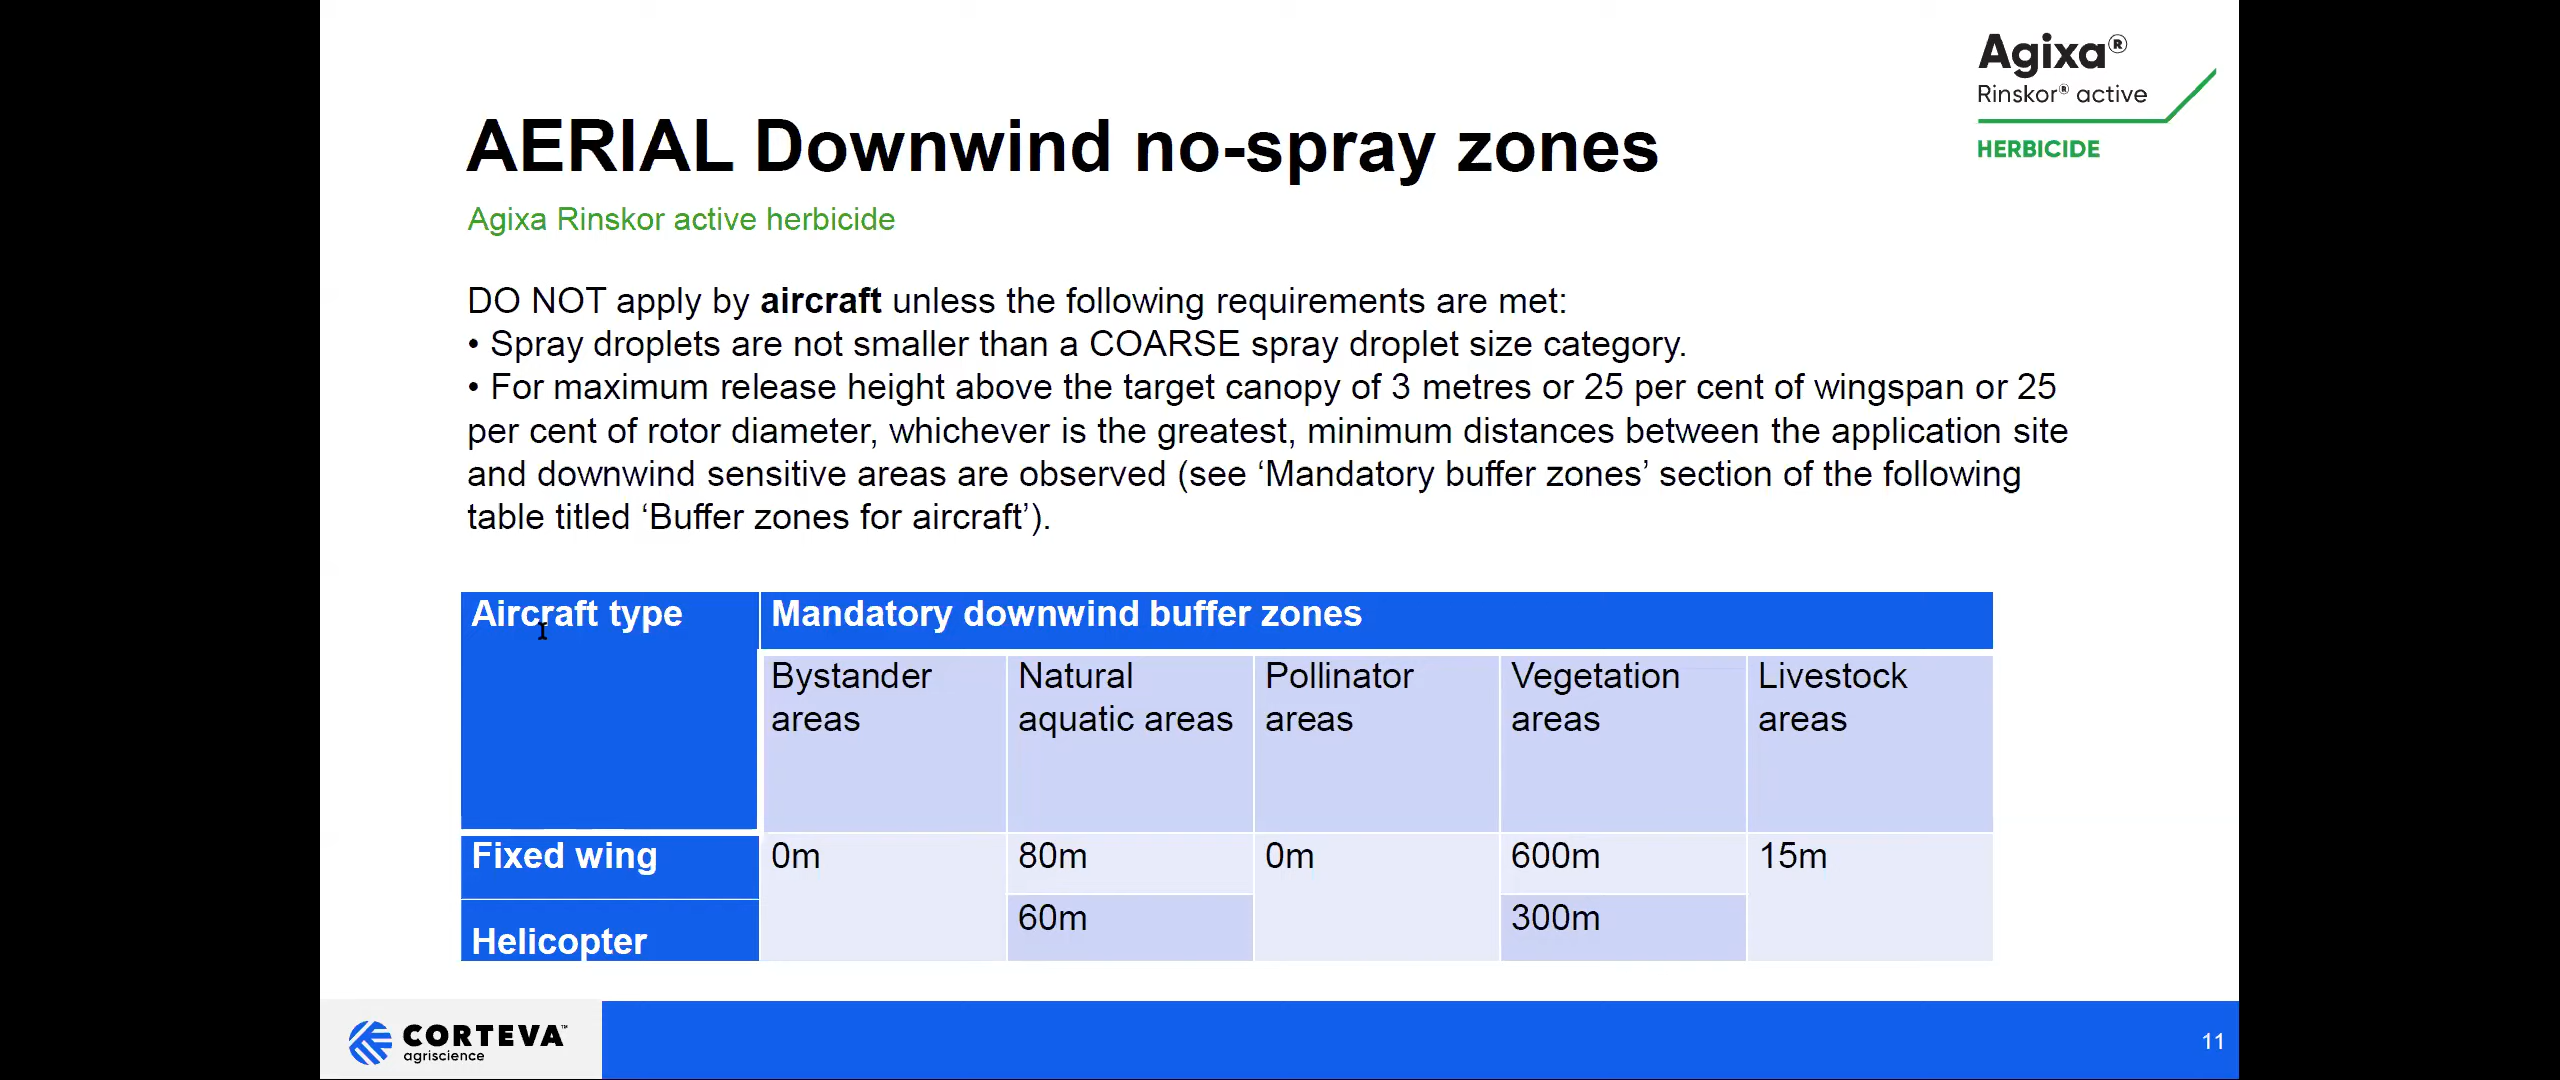 Agixa®
Rinskor® active
HERBICIDE
AERIAL Downwind no-spray zones
Agixa Rinskor active herbicide
DO NOT apply by aircraft unless the following requirements are met:
• Spray droplets are not smaller than a COARSE spray droplet size category.
• For maximum release height above the target canopy of 3 metres or 25 per cent of wingspan or 25
per cent of rotor diameter, whichever is the greatest, minimum distances between the application site
and downwind sensitive areas are observed (see ‘Mandatory buffer zones’ section of the following
table titled ‘Buffer zones for aircraft’).
Aircraft type Mandatory downwind buffer zones
Bystander Natural Pollinator Vegetation Livestock
areas aquatic areas areas areas areas
Fixed wing 0m 80m 0m 600m 15m
Helicopter 60m 300m
CORTEVA™
agriscience
11